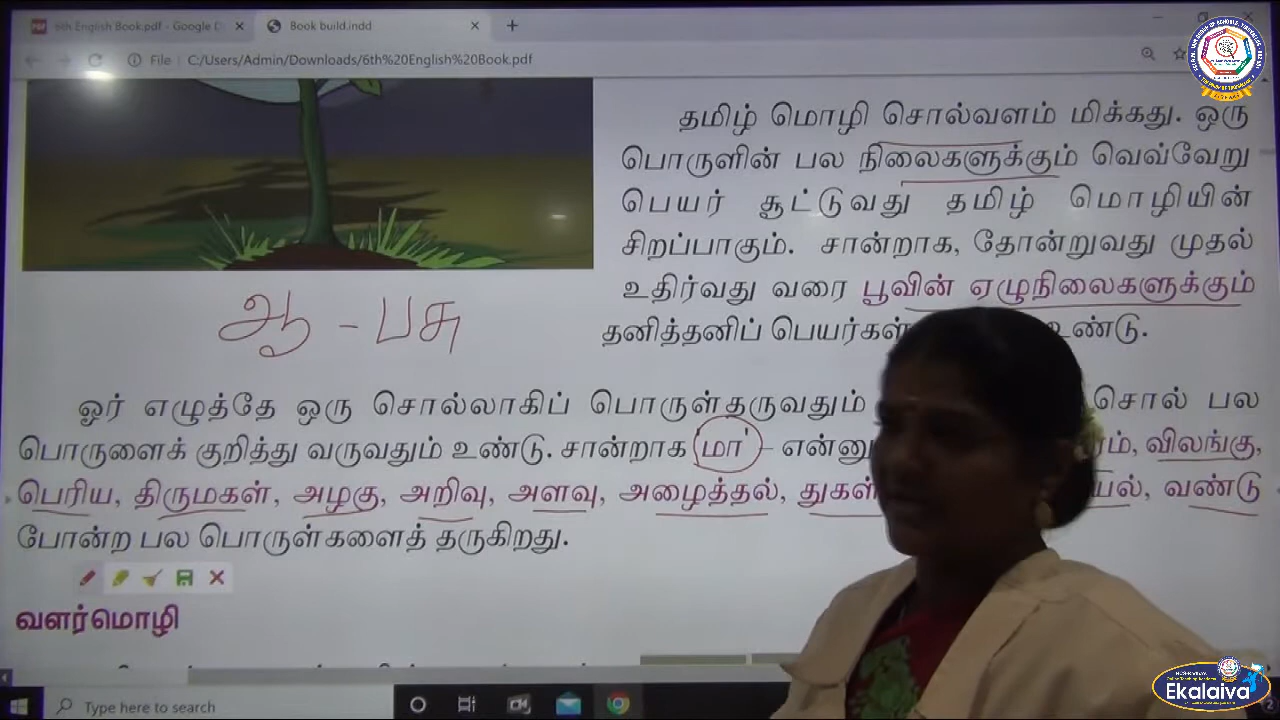 6th English Book.pdf - Google D
Book build.indd
File
C:/Users/Admin/Downloads/6th%20English%20Book.pdf
தமிழ் மொழி சொல்வளம் மிக்கது. ஒரு
பொருளின் பல நிலைகளுக்கும் வெவ்வேறு
பெயர் சூட்டுவது தமிழ் மொழியின்
சிறப்பாகும். சான்றாக, தோன்றுவது முதல்
உதிர்வது வரை பூவின் ஏழுநிலைகளுக்கும்
தனித்தனிப் பெயர்கள் உண்டு.
ஆ - பசு
ஓர் எழுத்தே ஒரு சொல்லாகிப் பொருள்தருவதும் சொல் பல
பொருளைக் குறித்து வருவதும் உண்டு. சான்றாக 'மா' – விலங்கு,
பெரிய, திருமகள், அழகு, அறிவு, அளவு, அழைத்தல், துகள் வண்டு
போன்ற பல பொருள்களைத் தருகிறது.
வளர்மொழி
Type here to search
Ekalaiva